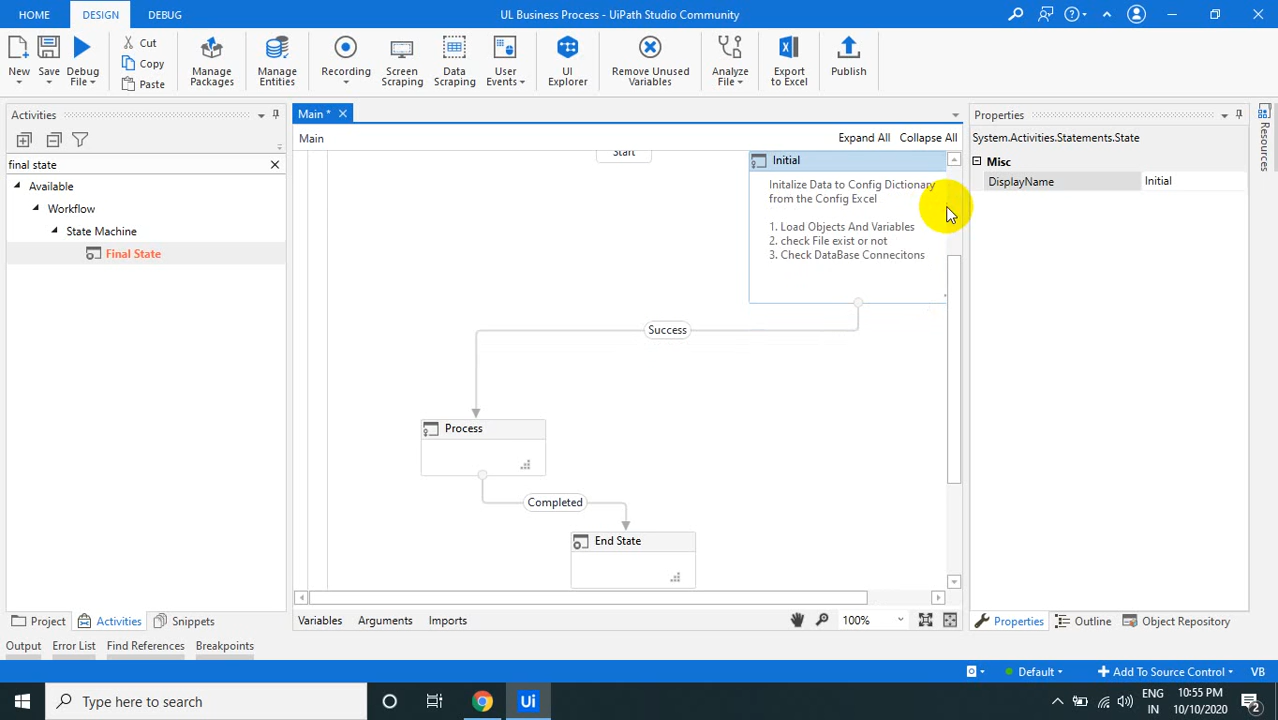 HOME
DESIGN
DEBUG
UL Business Process - UiPath Studio Community
New
Save
Debug
File
Cut
Copy
Paste
Manage
Packages
Manage
Entities
Recording
Screen
Scraping
Data
Scraping
User
Events
UI
Explorer
Remove Unused
Variables
Analyze
File
Export
to Excel
Publish
Activities
final state
Available
Workflow
State Machine
Final State
Main *
Main
Expand All
Collapse All
Start
Initial
Initalize Data to Config Dictionary
from the Config Excel
1. Load Objects And Variables
2. check File exist or not
3. Check DataBase Connecitons
Success
Process
Completed
End State
Properties
System.Activities.Statements.State
Misc
DisplayName
Initial
Resources
Project
Activities
Snippets
Variables
Arguments
Imports
100%
Properties
Outline
Object Repository
Output
Error List
Find References
Breakpoints
Default
Add To Source Control
VB
Type here to search
Ui
ENG
IN
10:55 PM
10/10/2020
2